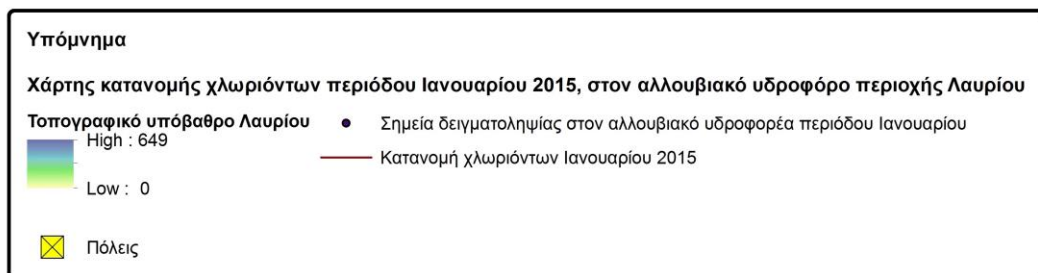 Υπόμνημα
Χάρτης κατανομής χλωριόντων περιόδου Ιανουαρίου 2015, στον αλλουβιακό υδροφόρο περιοχής Λαυρίου
Τοπογραφικό υπόβαθρο Λαυρίου
High : 649
Low : 0
Πόλεις
Σημεία δειγματοληψίας στον αλλουβιακό υδροφορέα περιόδου Ιανουαρίου
Κατανομή χλωριόντων Ιανουαρίου 2015